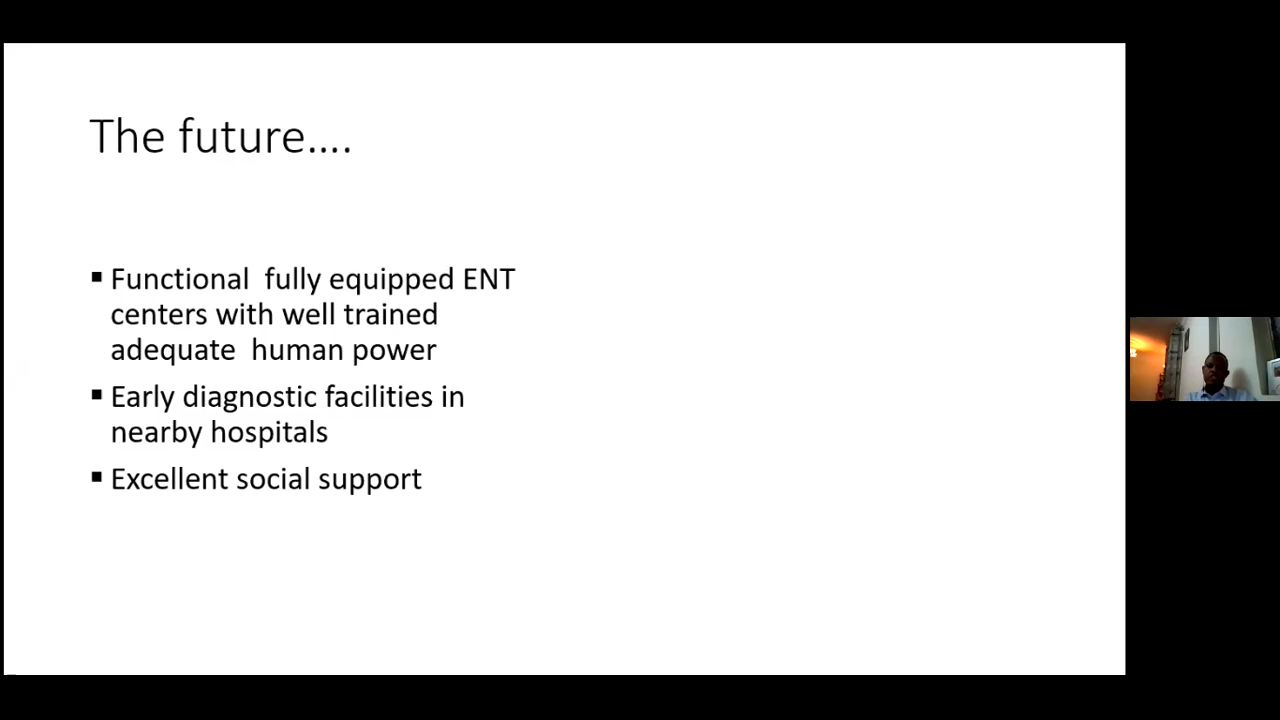 The future....
▪ Functional  fully equipped ENT
centers with well trained
adequate  human power
▪ Early diagnostic facilities in
nearby hospitals
▪ Excellent social support